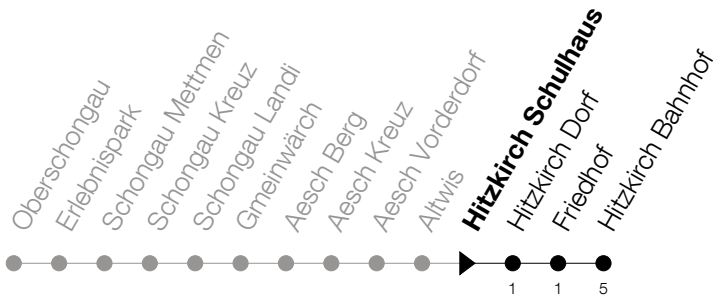 Oberschongau
Erlebnispark
Schongau Mettmen
Schongau Kreuz
Schongau Landi
Gmeinwärch
Aesch Berg
Aesch Kreuz
Aesch Vorderdorf
Altwis
Hitzkirch Schulhaus
Hitzkirch Dorf
Friedhof
Hitzkirch Bahnhof
1 1 5